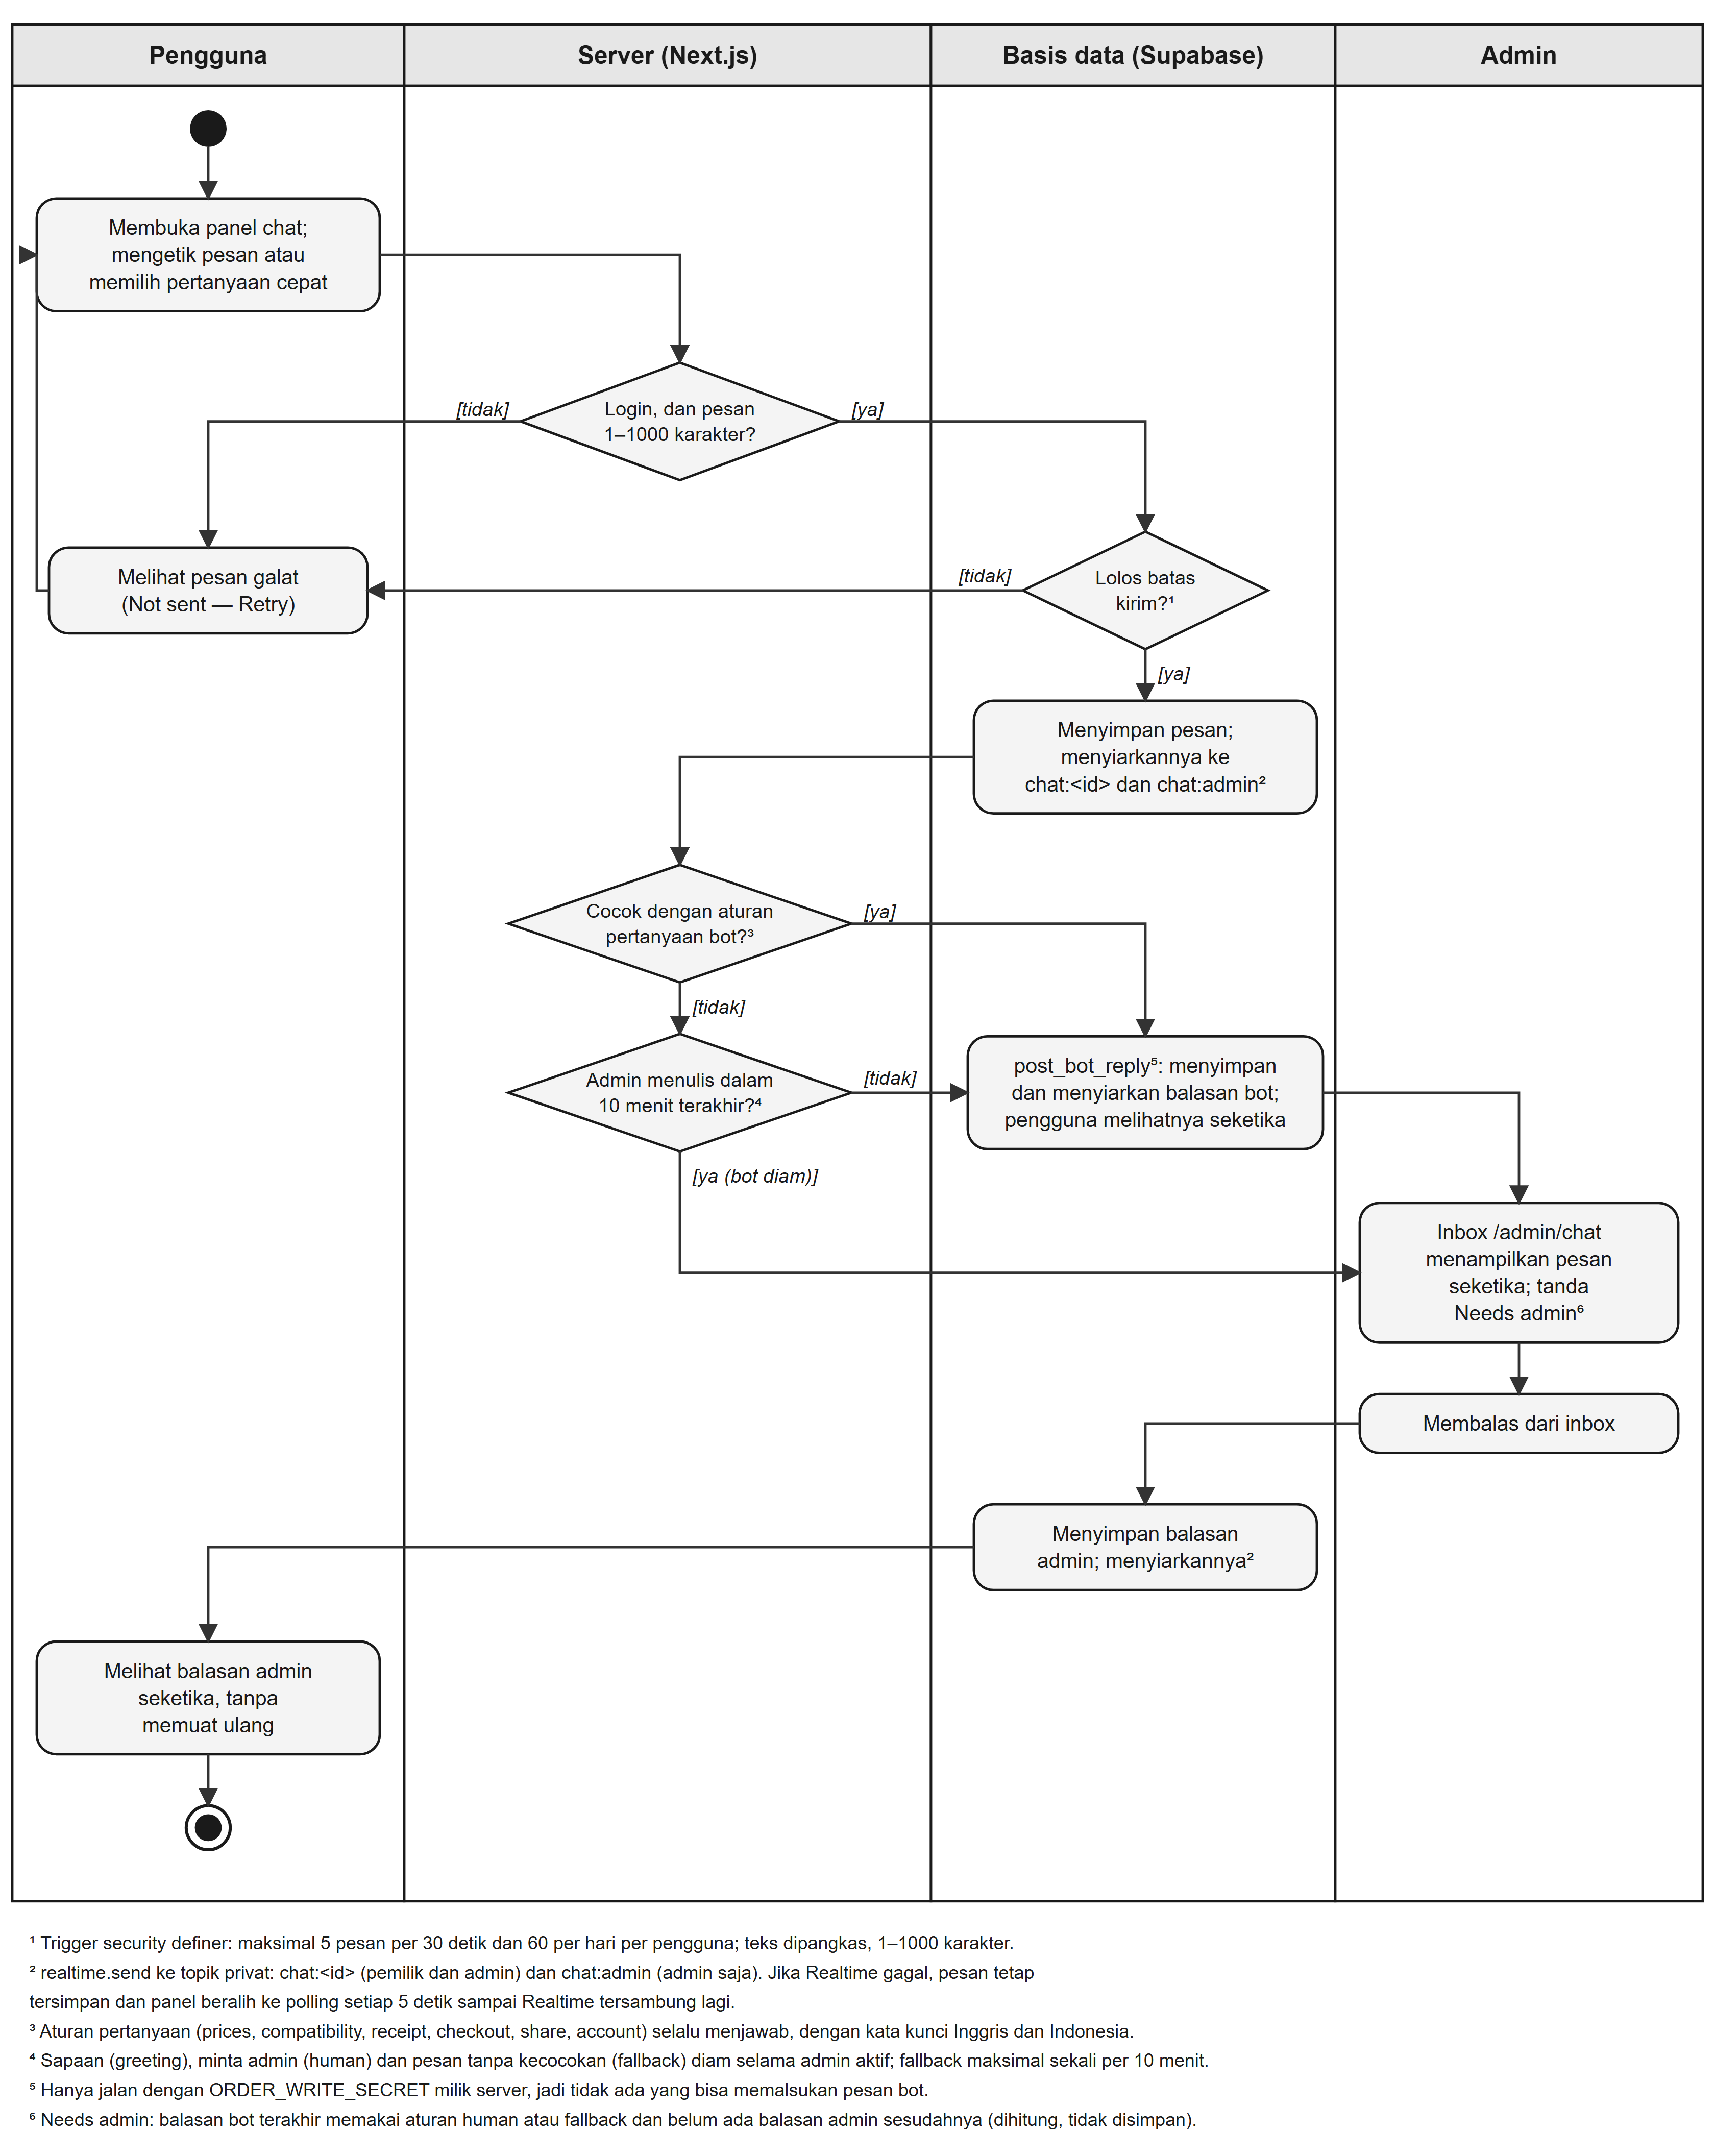 Pengguna
Server (Next.js)
Basis data (Supabase)
Admin
Membuka panel chat;
mengetik pesan atau
memilih pertanyaan cepat
Login, dan pesan
1–1000 karakter?
[tidak]
[ya]
Melihat pesan galat
(Not sent — Retry)
[tidak]
Lolos batas
kirim?¹
[ya]
Menyimpan pesan;
menyiarkannya ke
chat:<id> dan chat:admin²
Cocok dengan aturan
pertanyaan bot?³
[ya]
[tidak]
Admin menulis dalam
10 menit terakhir?⁴
[tidak]
[ya (bot diam)]
post_bot_reply⁵: menyimpan
dan menyiarkan balasan bot;
pengguna melihatnya seketika
Inbox /admin/chat
menampilkan pesan
seketika; tanda
Needs admin⁶
Membalas dari inbox
Menyimpan balasan
admin; menyiarkannya²
Melihat balasan admin
seketika, tanpa
memuat ulang
¹ Trigger security definer: maksimal 5 pesan per 30 detik dan 60 per hari per pengguna; teks dipangkas, 1–1000 karakter.
² realtime.send ke topik privat: chat:<id> (pemilik dan admin) dan chat:admin (admin saja). Jika Realtime gagal, pesan tetap
tersimpan dan panel beralih ke polling setiap 5 detik sampai Realtime tersambung lagi.
³ Aturan pertanyaan (prices, compatibility, receipt, checkout, share, account) selalu menjawab, dengan kata kunci Inggris dan Indonesia.
⁴ Sapaan (greeting), minta admin (human) dan pesan tanpa kecocokan (fallback) diam selama admin aktif; fallback maksimal sekali per 10 menit.
⁵ Hanya jalan dengan ORDER_WRITE_SECRET milik server, jadi tidak ada yang bisa memalsukan pesan bot.
⁶ Needs admin: balasan bot terakhir memakai aturan human atau fallback dan belum ada balasan admin sesudahnya (dihitung, tidak disimpan).